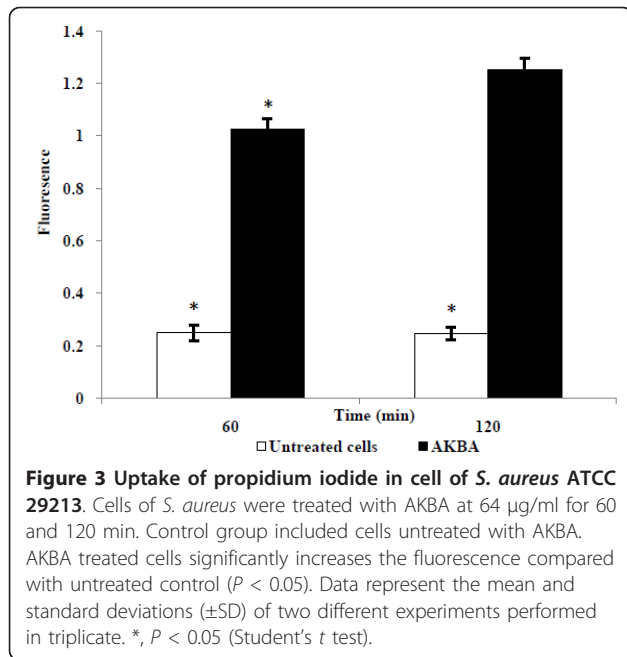 1.4
1.2
1
0.8
0.6
0.4
0.2
0
Fluoresence
*
*
*
60
120
Time (min)
Untreated cells
AKBA
Figure 3 Uptake of propidium iodide in cell of S. aureus ATCC
29213. Cells of S. aureus were treated with AKBA at 64 μg/ml for 60
and 120 min. Control group included cells untreated with AKBA.
AKBA treated cells significantly increases the fluorescence compared
with untreated control (P < 0.05). Data represent the mean and
standard deviations (±SD) of two different experiments performed
in triplicate. *, P < 0.05 (Student's t test).